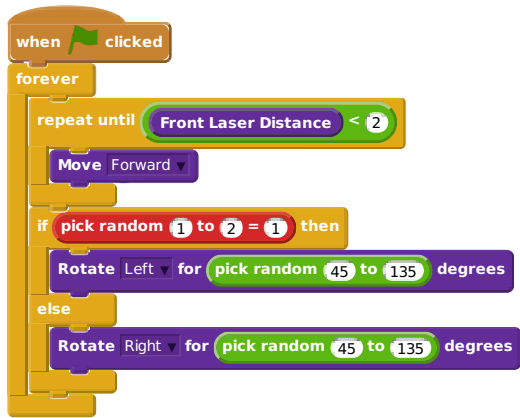 when clicked
forever
repeat until Front Laser Distance < 2
Move Forward ▼
if pick random 1 to 2 = 1 then
Rotate Left ▼ for pick random 45 to 135 degrees
else
Rotate Right ▼ for pick random 45 to 135 degrees